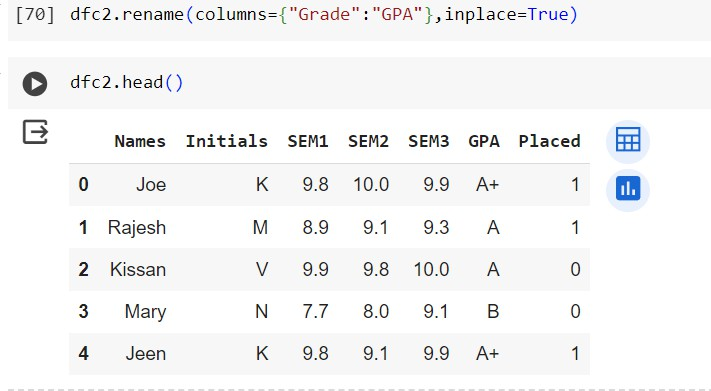 [70] dfc2.rename(columns={"Grade":"GPA"},inplace=True)
dfc2.head()
Names Initials SEM1 SEM2 SEM3 GPA Placed
0 Joe K 9.8 10.0 9.9 A+ 1
1 Rajesh M 8.9 9.1 9.3 A 1
2 Kissan V 9.9 9.8 10.0 A 0
3 Mary N 7.7 8.0 9.1 B 0
4 Jeen K 9.8 9.1 9.9 A+ 1